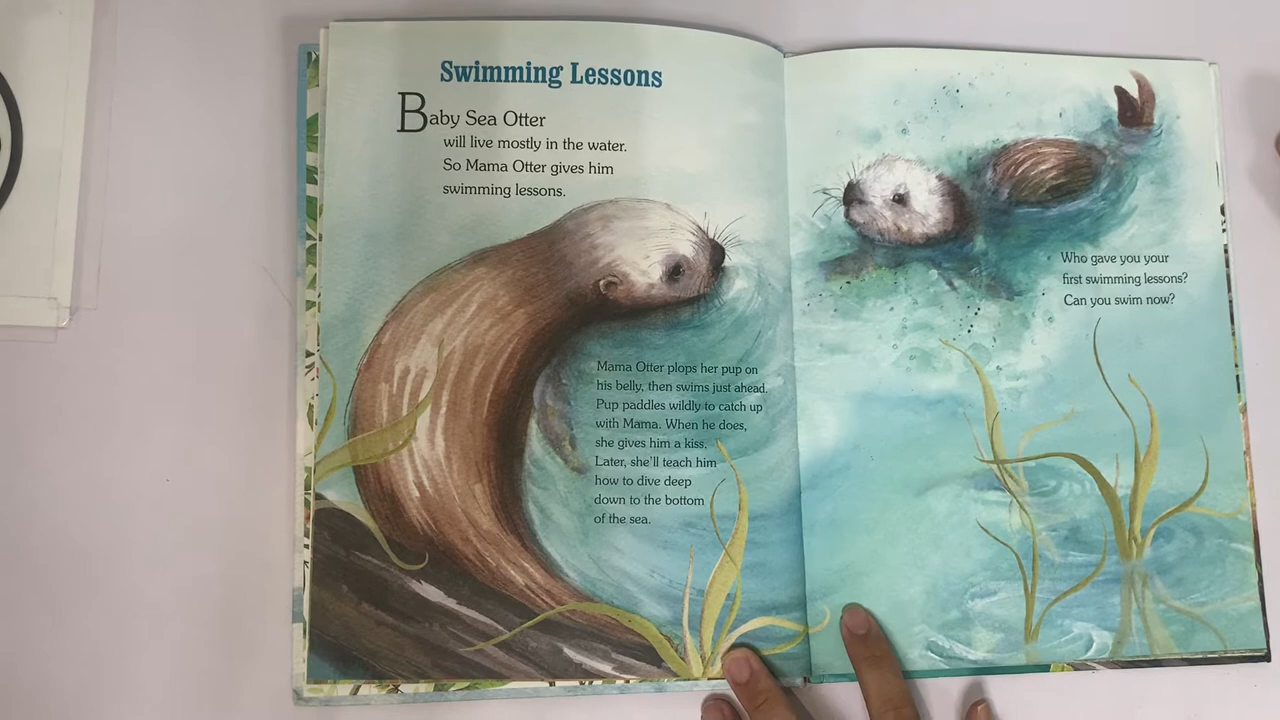 Swimming Lessons
Baby Sea Otter
will live mostly in the water.
So Mama Otter gives him
swimming lessons.
Mama Otter plops her pup on
his belly, then swims just ahead.
Pup paddles wildly to catch up
with Mama. When he does,
she gives him a kiss.
Later, she'll teach him
how to dive deep
down to the bottom
of the sea.
Who gave you your
first swimming lessons?
Can you swim now?